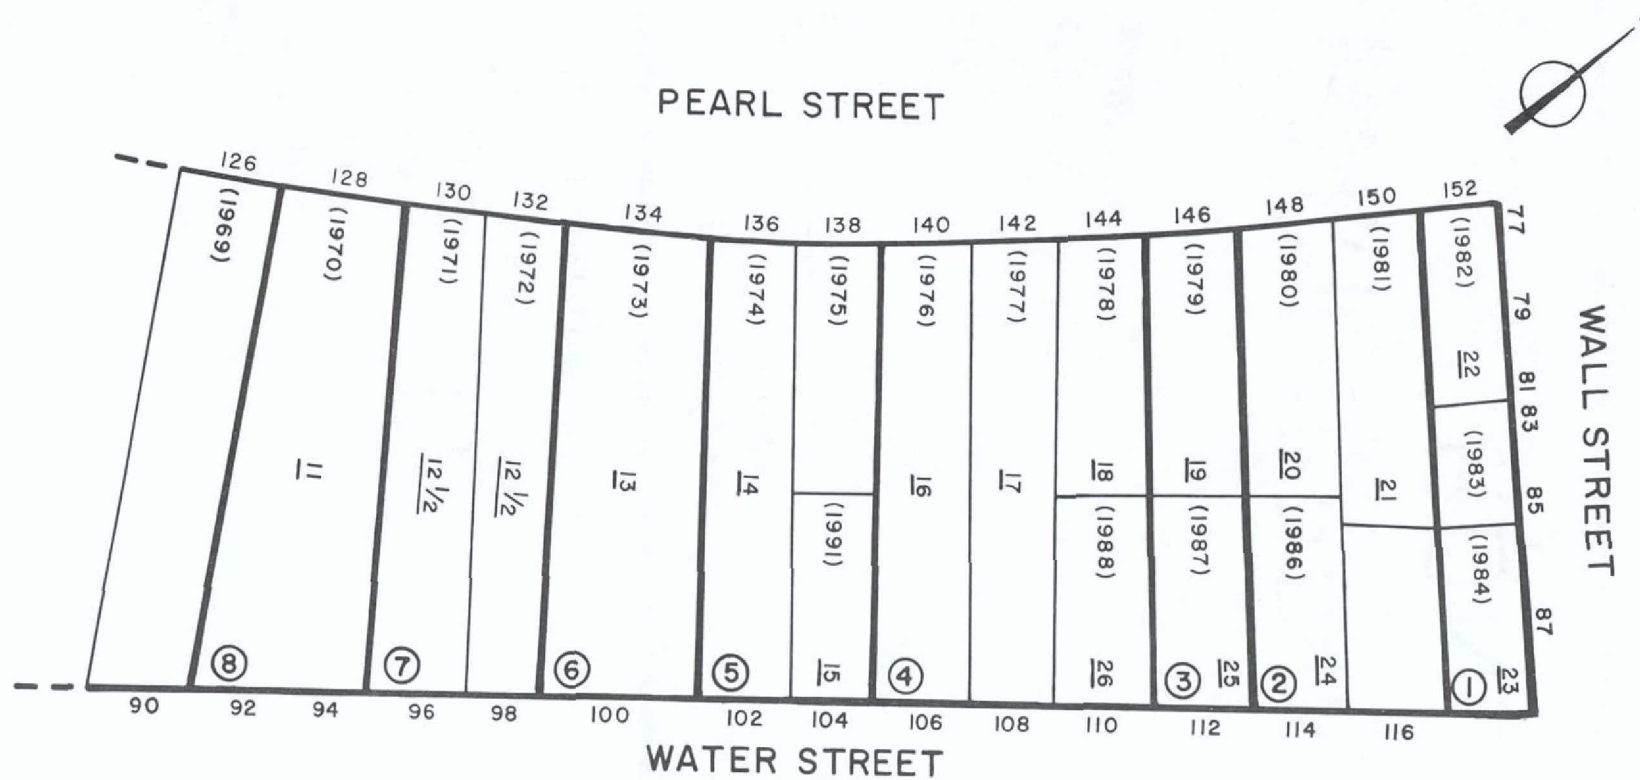 PEARL STREET
126 128 130 132 134 136 138 140 142 144 146 148 150 152
(1969) (1970) (1971) (1972) (1973) (1974) (1975) (1976) (1977) (1978) (1979) (1980) (1981) (1982)
77
79
81
83
85
87
WALL STREET
22
11 12 1/2 12 1/2 13 14 16 17 18 19 20 21
(1983)
(1991) (1988) (1987) (1986) (1984)
8 7 6 5 15 4 26 3 25 2 24 1 23
90 92 94 96 98 100 102 104 106 108 110 112 114 116
WATER STREET